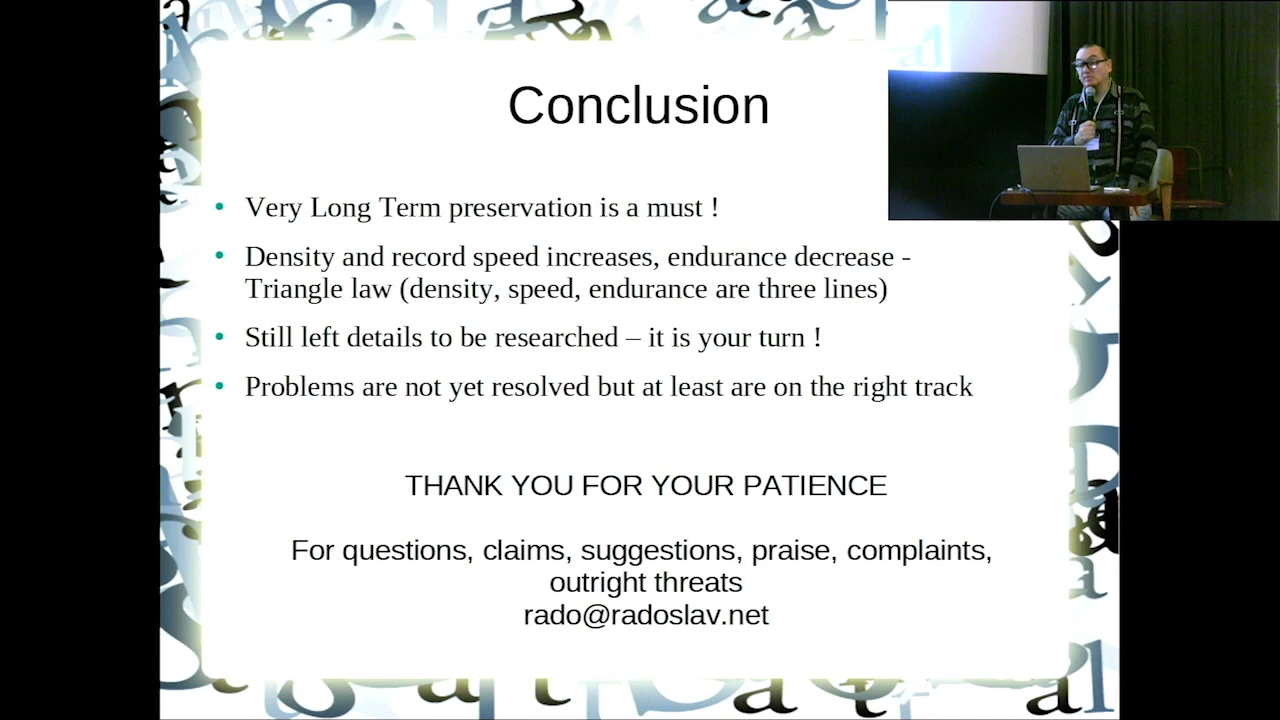 Conclusion
Very Long Term preservation is a must !
Density and record speed increases, endurance decrease -
Triangle law (density, speed, endurance are three lines)
Still left details to be researched – it is your turn !
Problems are not yet resolved but at least are on the right track
THANK YOU FOR YOUR PATIENCE
For questions, claims, suggestions, praise, complaints,
outright threats
rado@radoslav.net